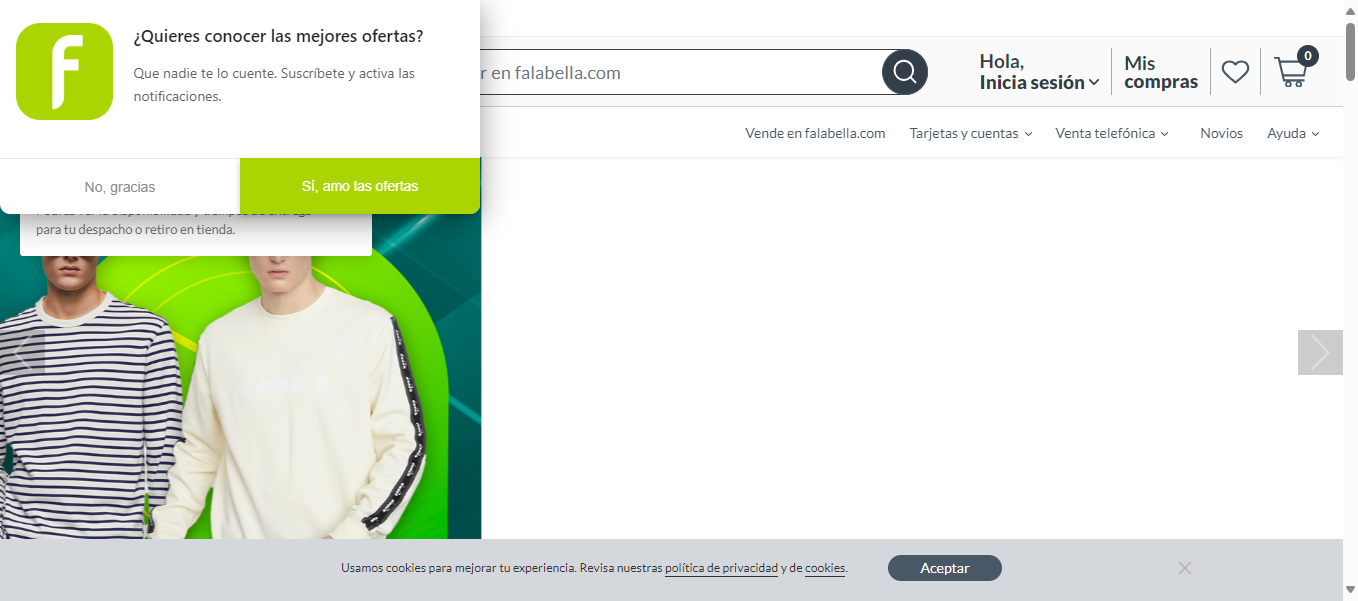 ¿Quieres conocer las mejores ofertas?
Que nadie te lo cuente. Suscríbete y activa las
notificaciones.
No, gracias
Sí, amo las ofertas
r en falabella.com
Hola,
Inicia sesión
Mis
compras
0
Vende en falabella.com
Tarjetas y cuentas
Venta telefónica
Novios
Ayuda
para tu despacho o retiro en tienda.
Usamos cookies para mejorar tu experiencia. Revisa nuestras política de privacidad y de cookies.
Aceptar